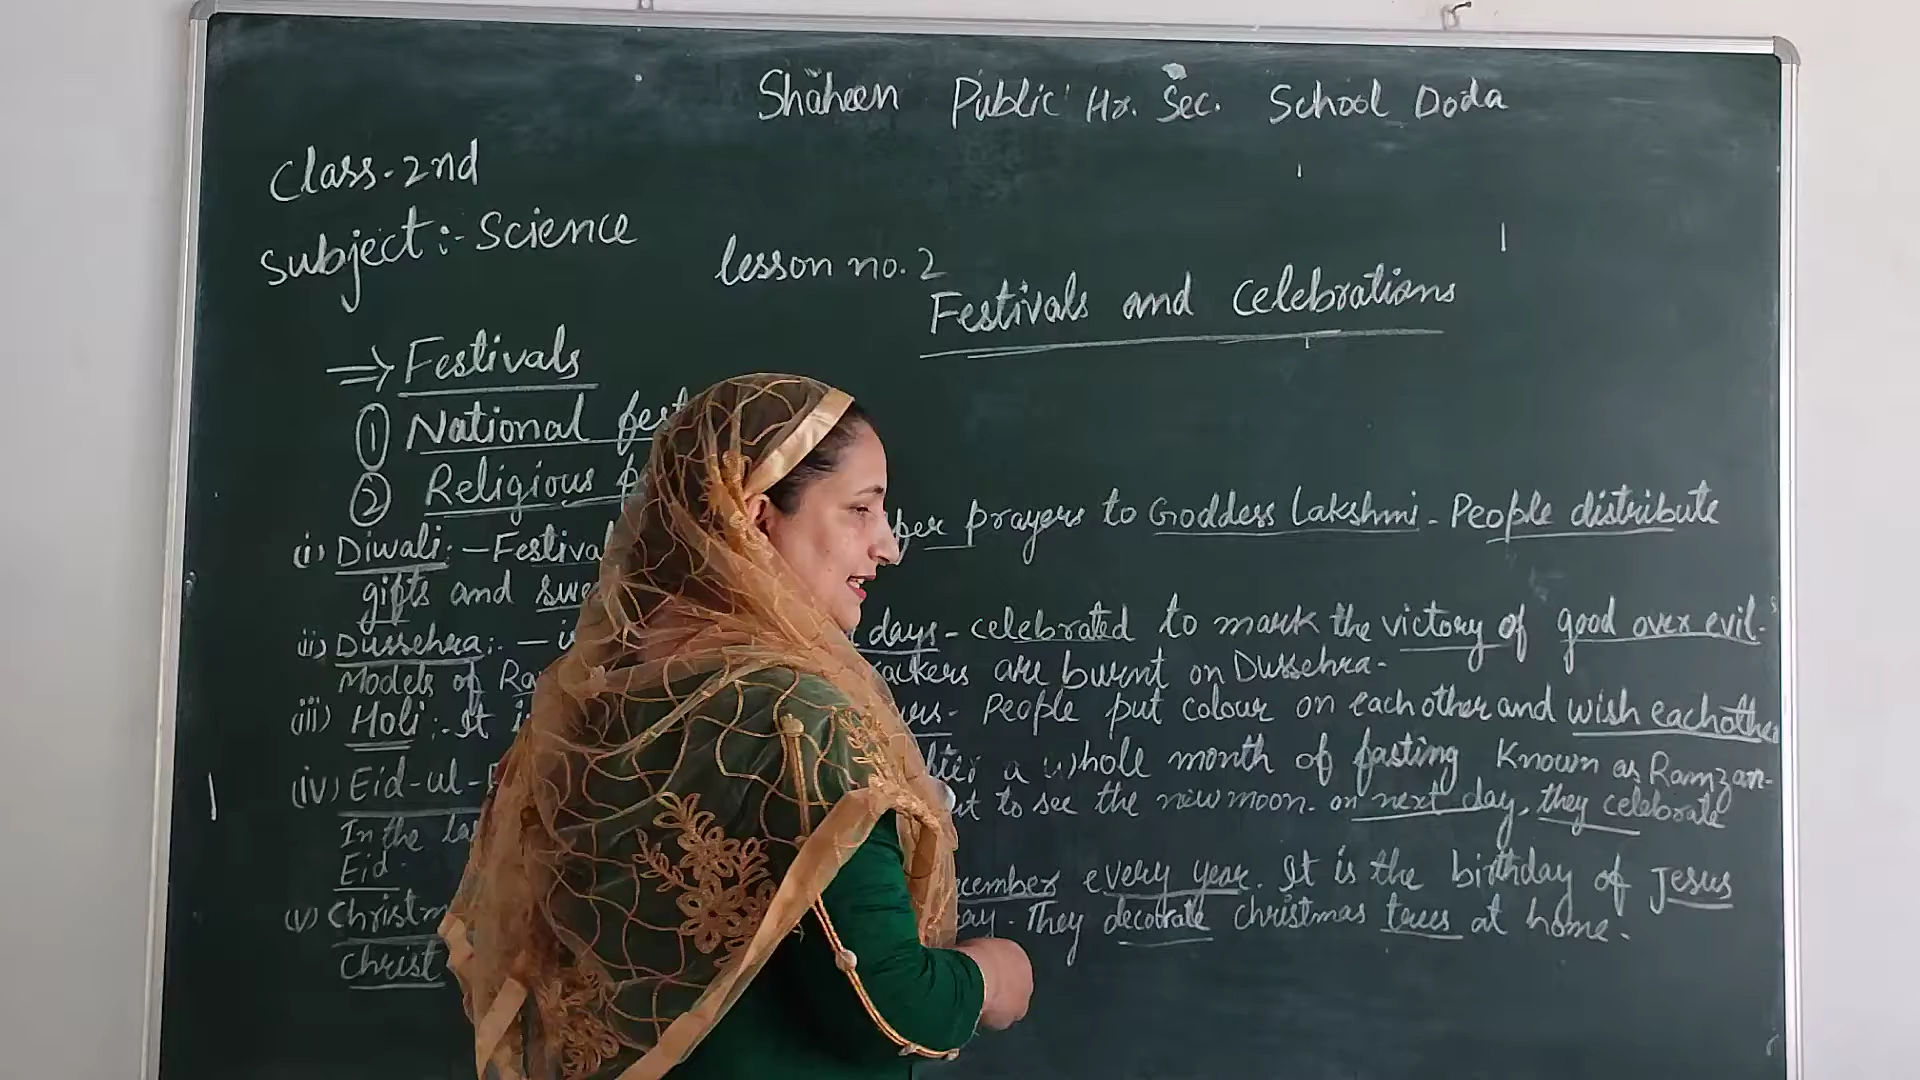 Shaheen Public Hr. Sec. School Doda
Class-2nd
Subject:- Science
lesson no. 2
Festivals and Celebrations
=> Festivals
① National
② Religious
(i) Diwali:- prayers to Goddess Lakshmi. People distribute
gifts and
(ii) Dussehra:- days- celebrated to mark the victory of good over evil.
Models of are burnt on Dussehra.
(iii) Holi:- It People put colour on each other and wish eachother
(iv) Eid-ul- a whole month of fasting known as Ramzan.
In the to see the new moon. on next day, they celebrate
Eid.
(v) every year. It is the birthday of Jesus
christ They decorate christmas trees at home.